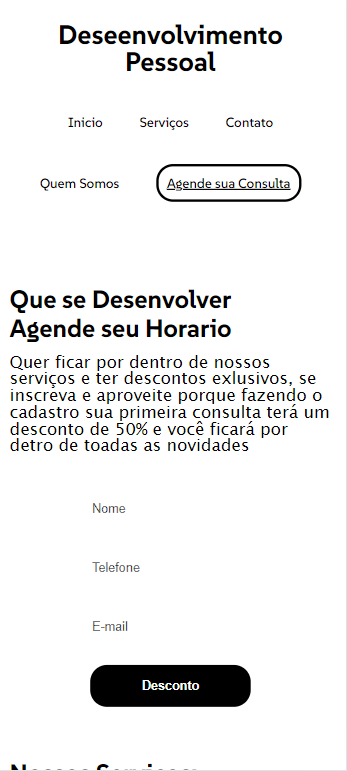 Deseenvolvimento
Pessoal
Inicio Serviços Contato
Quem Somos Agende sua Consulta
Que se Desenvolver
Agende seu Horario
Quer ficar por dentro de nossos
serviços e ter descontos exlusivos, se
inscreva e aproveite porque fazendo o
cadastro sua primeira consulta terá um
desconto de 50% e você ficará por
detro de toadas as novidades
Nome
Telefone
E-mail
Desconto